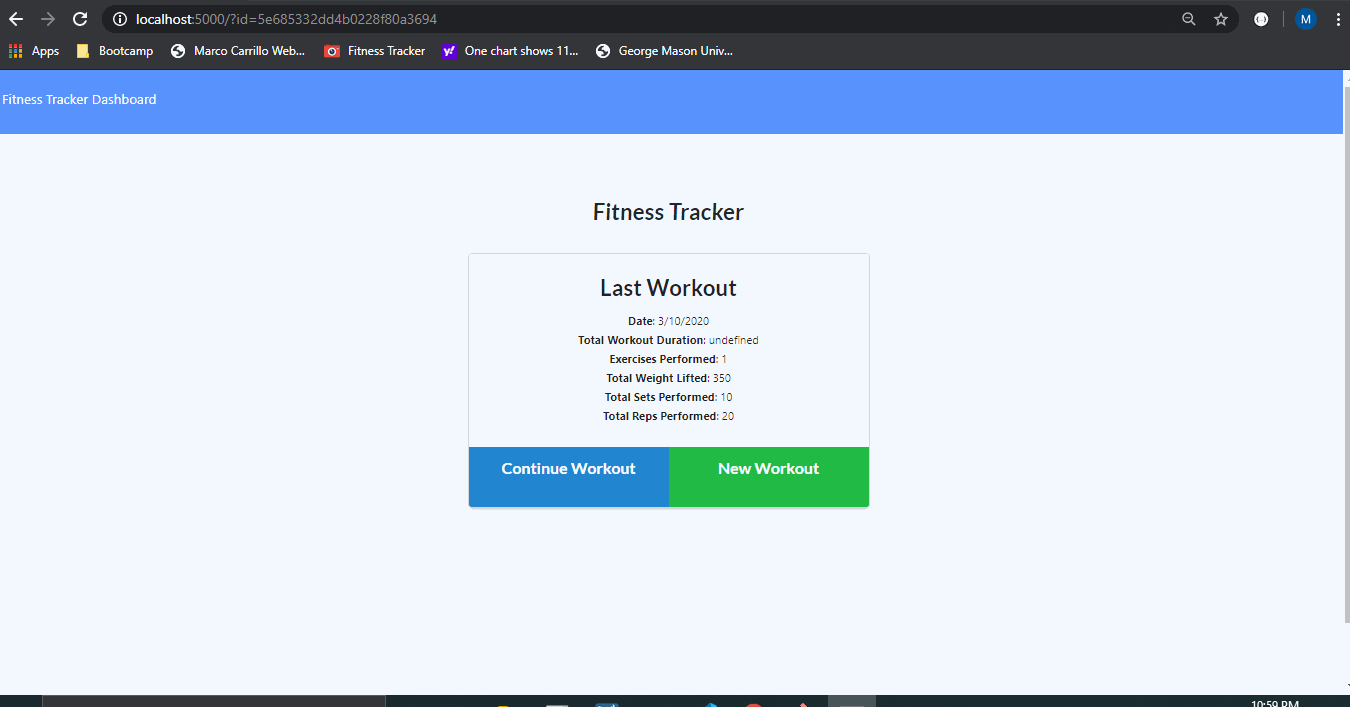 localhost:5000/?id=5e685332dd4b0228f80a3694
M
Apps Bootcamp Marco Carrillo Web... Fitness Tracker y! One chart shows 11... George Mason Univ...
Fitness Tracker Dashboard
Fitness Tracker
Last Workout
Date: 3/10/2020
Total Workout Duration: undefined
Exercises Performed: 1
Total Weight Lifted: 350
Total Sets Performed: 10
Total Reps Performed: 20
Continue Workout New Workout
10:59 PM